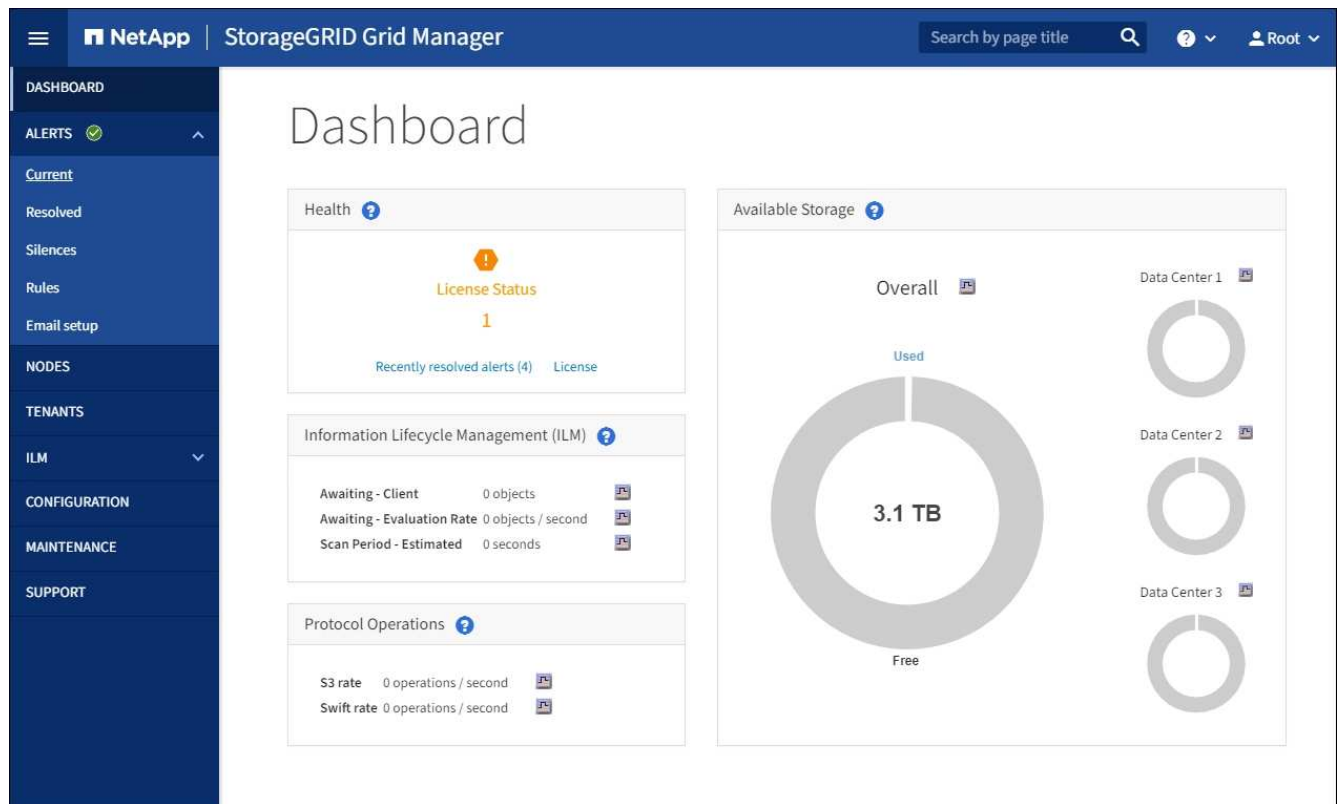 NetApp | StorageGRID Grid Manager
Search by page title
Root
DASHBOARD
ALERTS
Current
Resolved
Silences
Rules
Email setup
NODES
TENANTS
ILM
CONFIGURATION
MAINTENANCE
SUPPORT
Dashboard
Health
License Status
1
Recently resolved alerts (4) License
Information Lifecycle Management (ILM)
Awaiting - Client 0 objects
Awaiting - Evaluation Rate 0 objects / second
Scan Period - Estimated 0 seconds
Protocol Operations
S3 rate 0 operations / second
Swift rate 0 operations / second
Available Storage
Overall
Used
3.1 TB
Free
Data Center 1
Data Center 2
Data Center 3